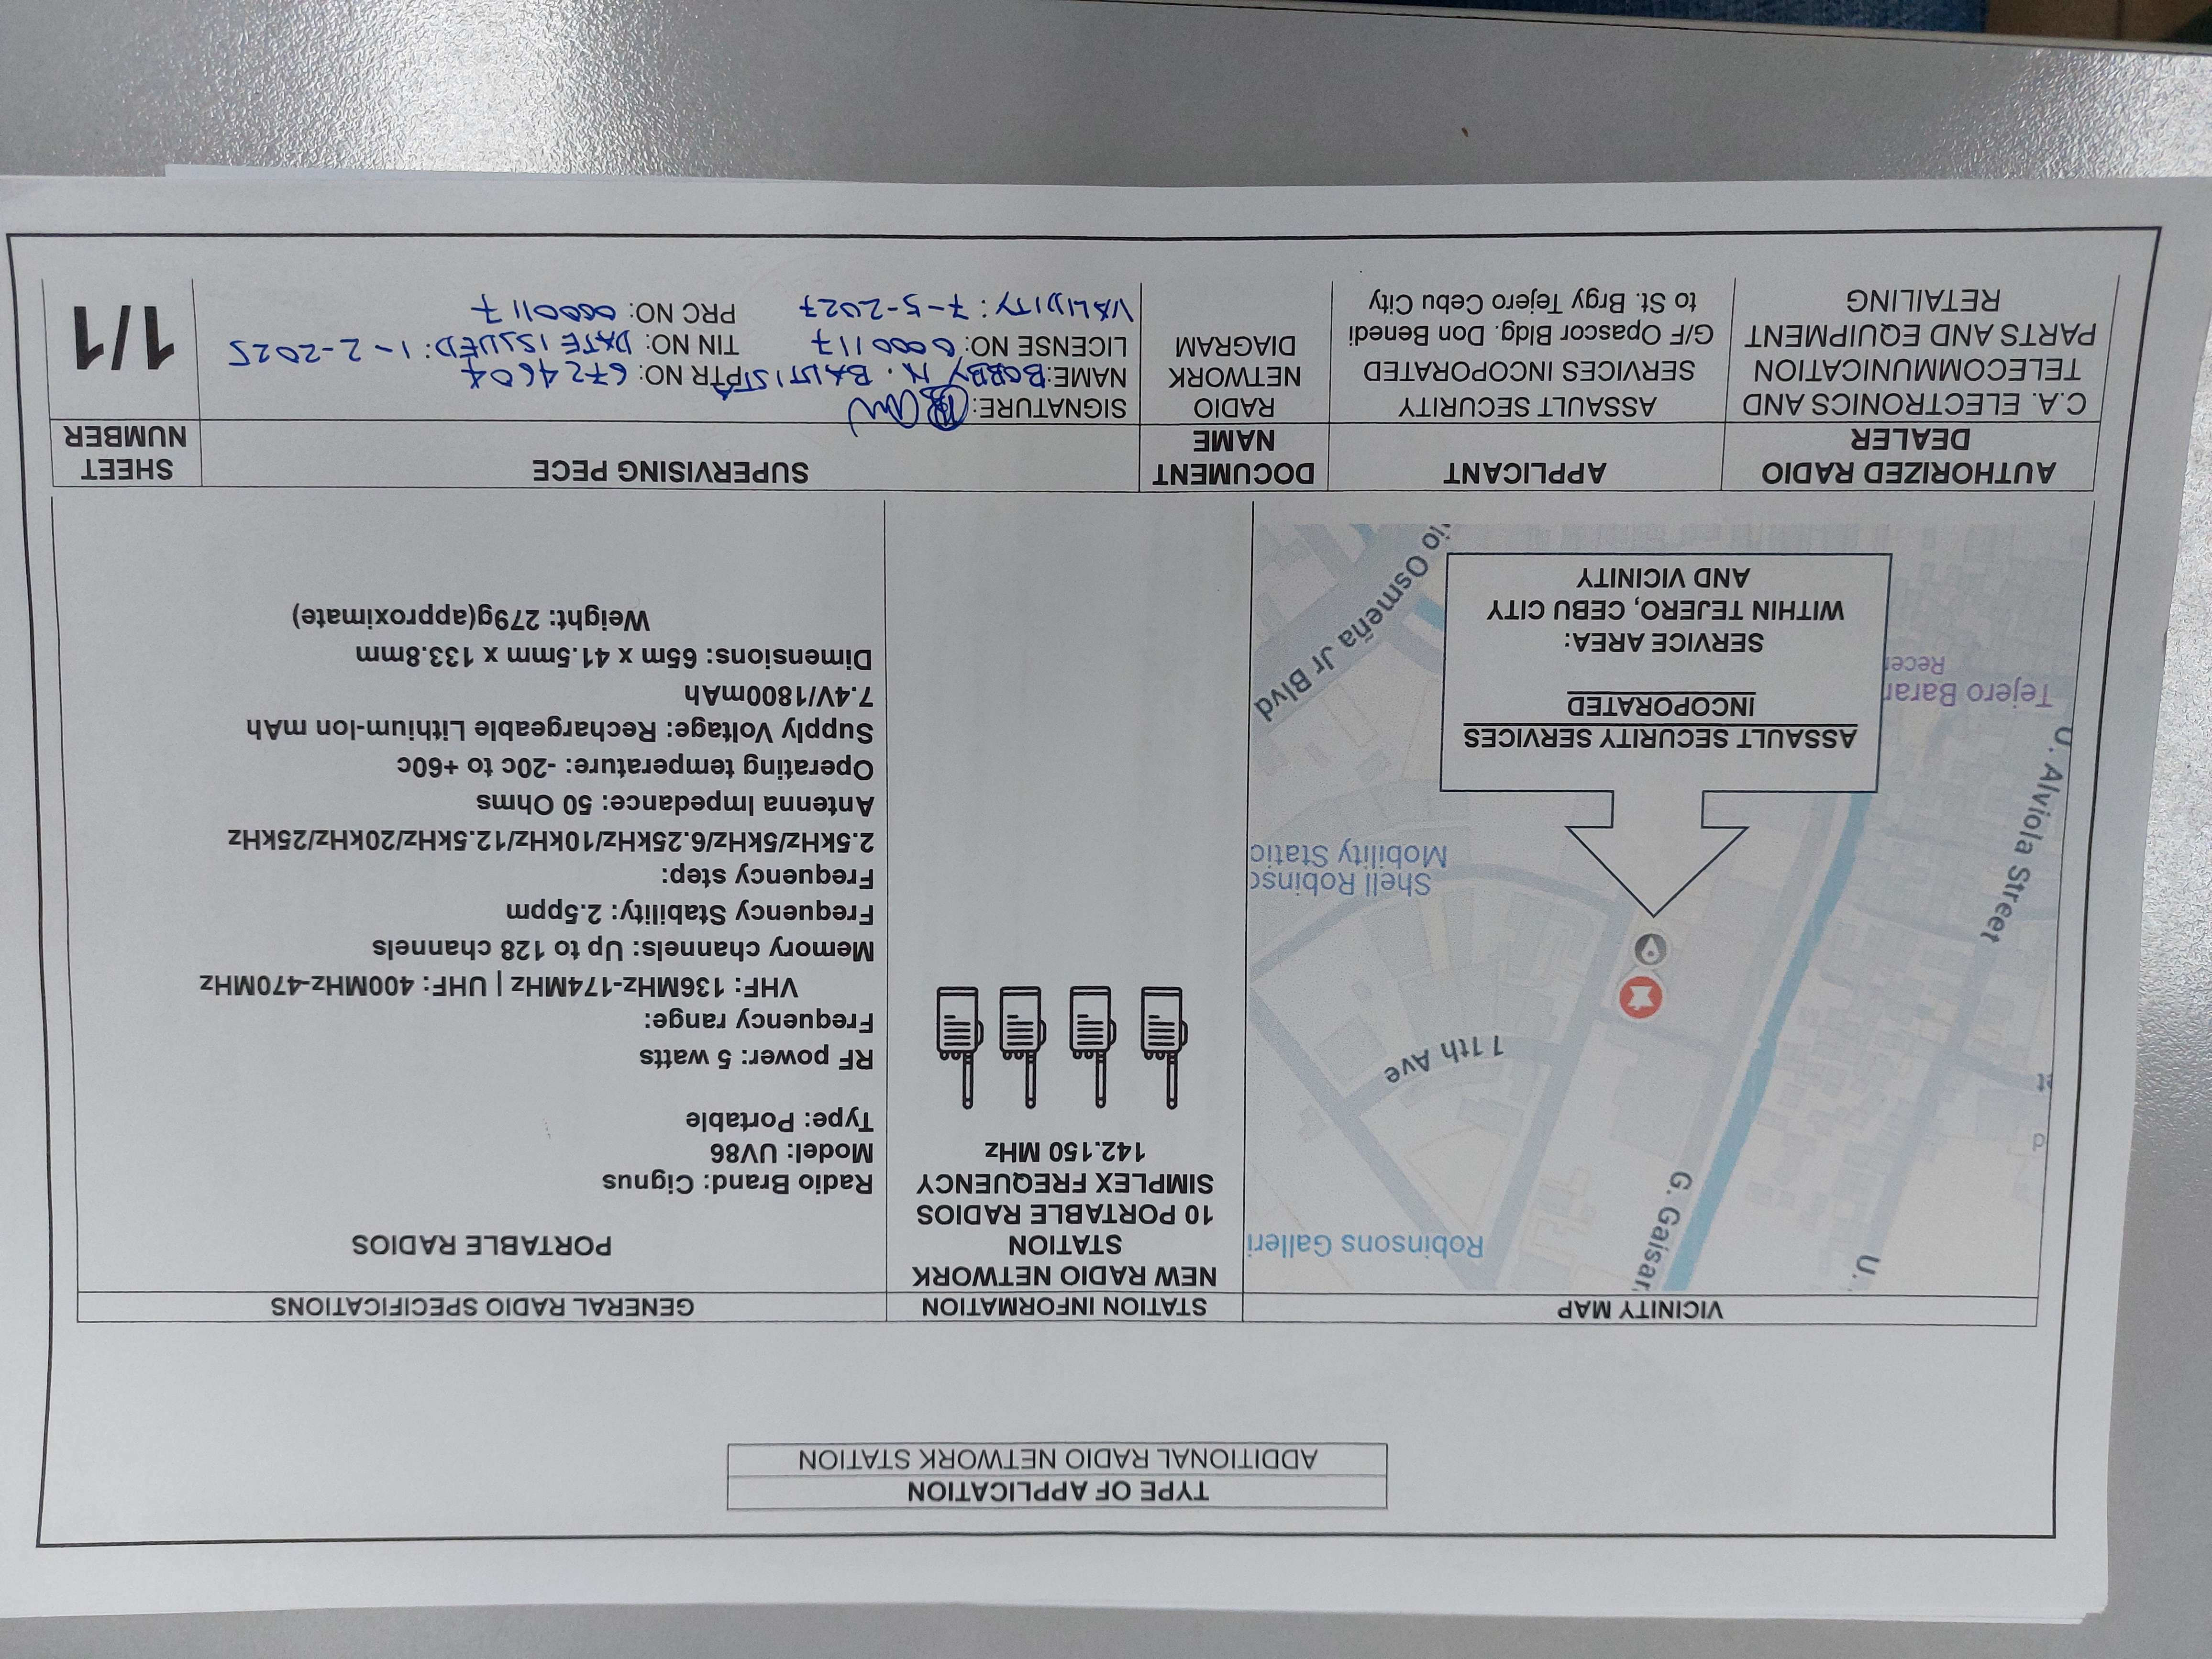 TYPE OF APPLICATION
ADDITIONAL RADIO NETWORK STATION
VICINITY MAP
U.
G. Gaisar
Robinsons Galleri
11th Ave
U. Alviola Street
Shell Robinsc
Mobility Static
Tejero Barar
Recer
ASSAULT SECURITY SERVICES
INCORPORATED
SERVICE AREA:
WITHIN TEJERO, CEBU CITY
AND VICINITY
io Osmeña Jr Blvd
STATION INFORMATION
NEW RADIO NETWORK
STATION
10 PORTABLE RADIOS
SIMPLEX FREQUENCY
142.150 MHz
GENERAL RADIO SPECIFICATIONS
PORTABLE RADIOS
Radio Brand: Cignus
Model: UV86
Type: Portable
RF power: 5 watts
Frequency range:
VHF: 136MHz-174MHz | UHF: 400MHz-470MHz
Memory channels: Up to 128 channels
Frequency Stability: 2.5ppm
Frequency step:
2.5kHz/5kHz/6.25kHz/10kHz/12.5kHz/20kHz/25kHz
Antenna Impedance: 50 Ohms
Operating temperature: -20c to +60c
Supply Voltage: Rechargeable Lithium-Ion mAh
7.4V/1800mAh
Dimensions: 65m x 41.5mm x 133.8mm
Weight: 279g(approximate)
AUTHORIZED RADIO
DEALER
C.A. ELECTRONICS AND
TELECOMMUNICATION
PARTS AND EQUIPMENT
RETAILING
APPLICANT
ASSAULT SECURITY
SERVICES INCORPORATED
G/F Opascor Bldg. Don Benedi
to St. Brgy Tejero Cebu City
DOCUMENT
NAME
RADIO
NETWORK
DIAGRAM
SUPERVISING PECE
SIGNATURE:
NAME: BOBBY M. BAUTISTA PTR NO: 6724604
LICENSE NO: 0000117 TIN NO: DATE ISSUED: 1-2-2025
VALIDITY: 7-5-2027 PRC NO: 0000117
SHEET
NUMBER
1/1